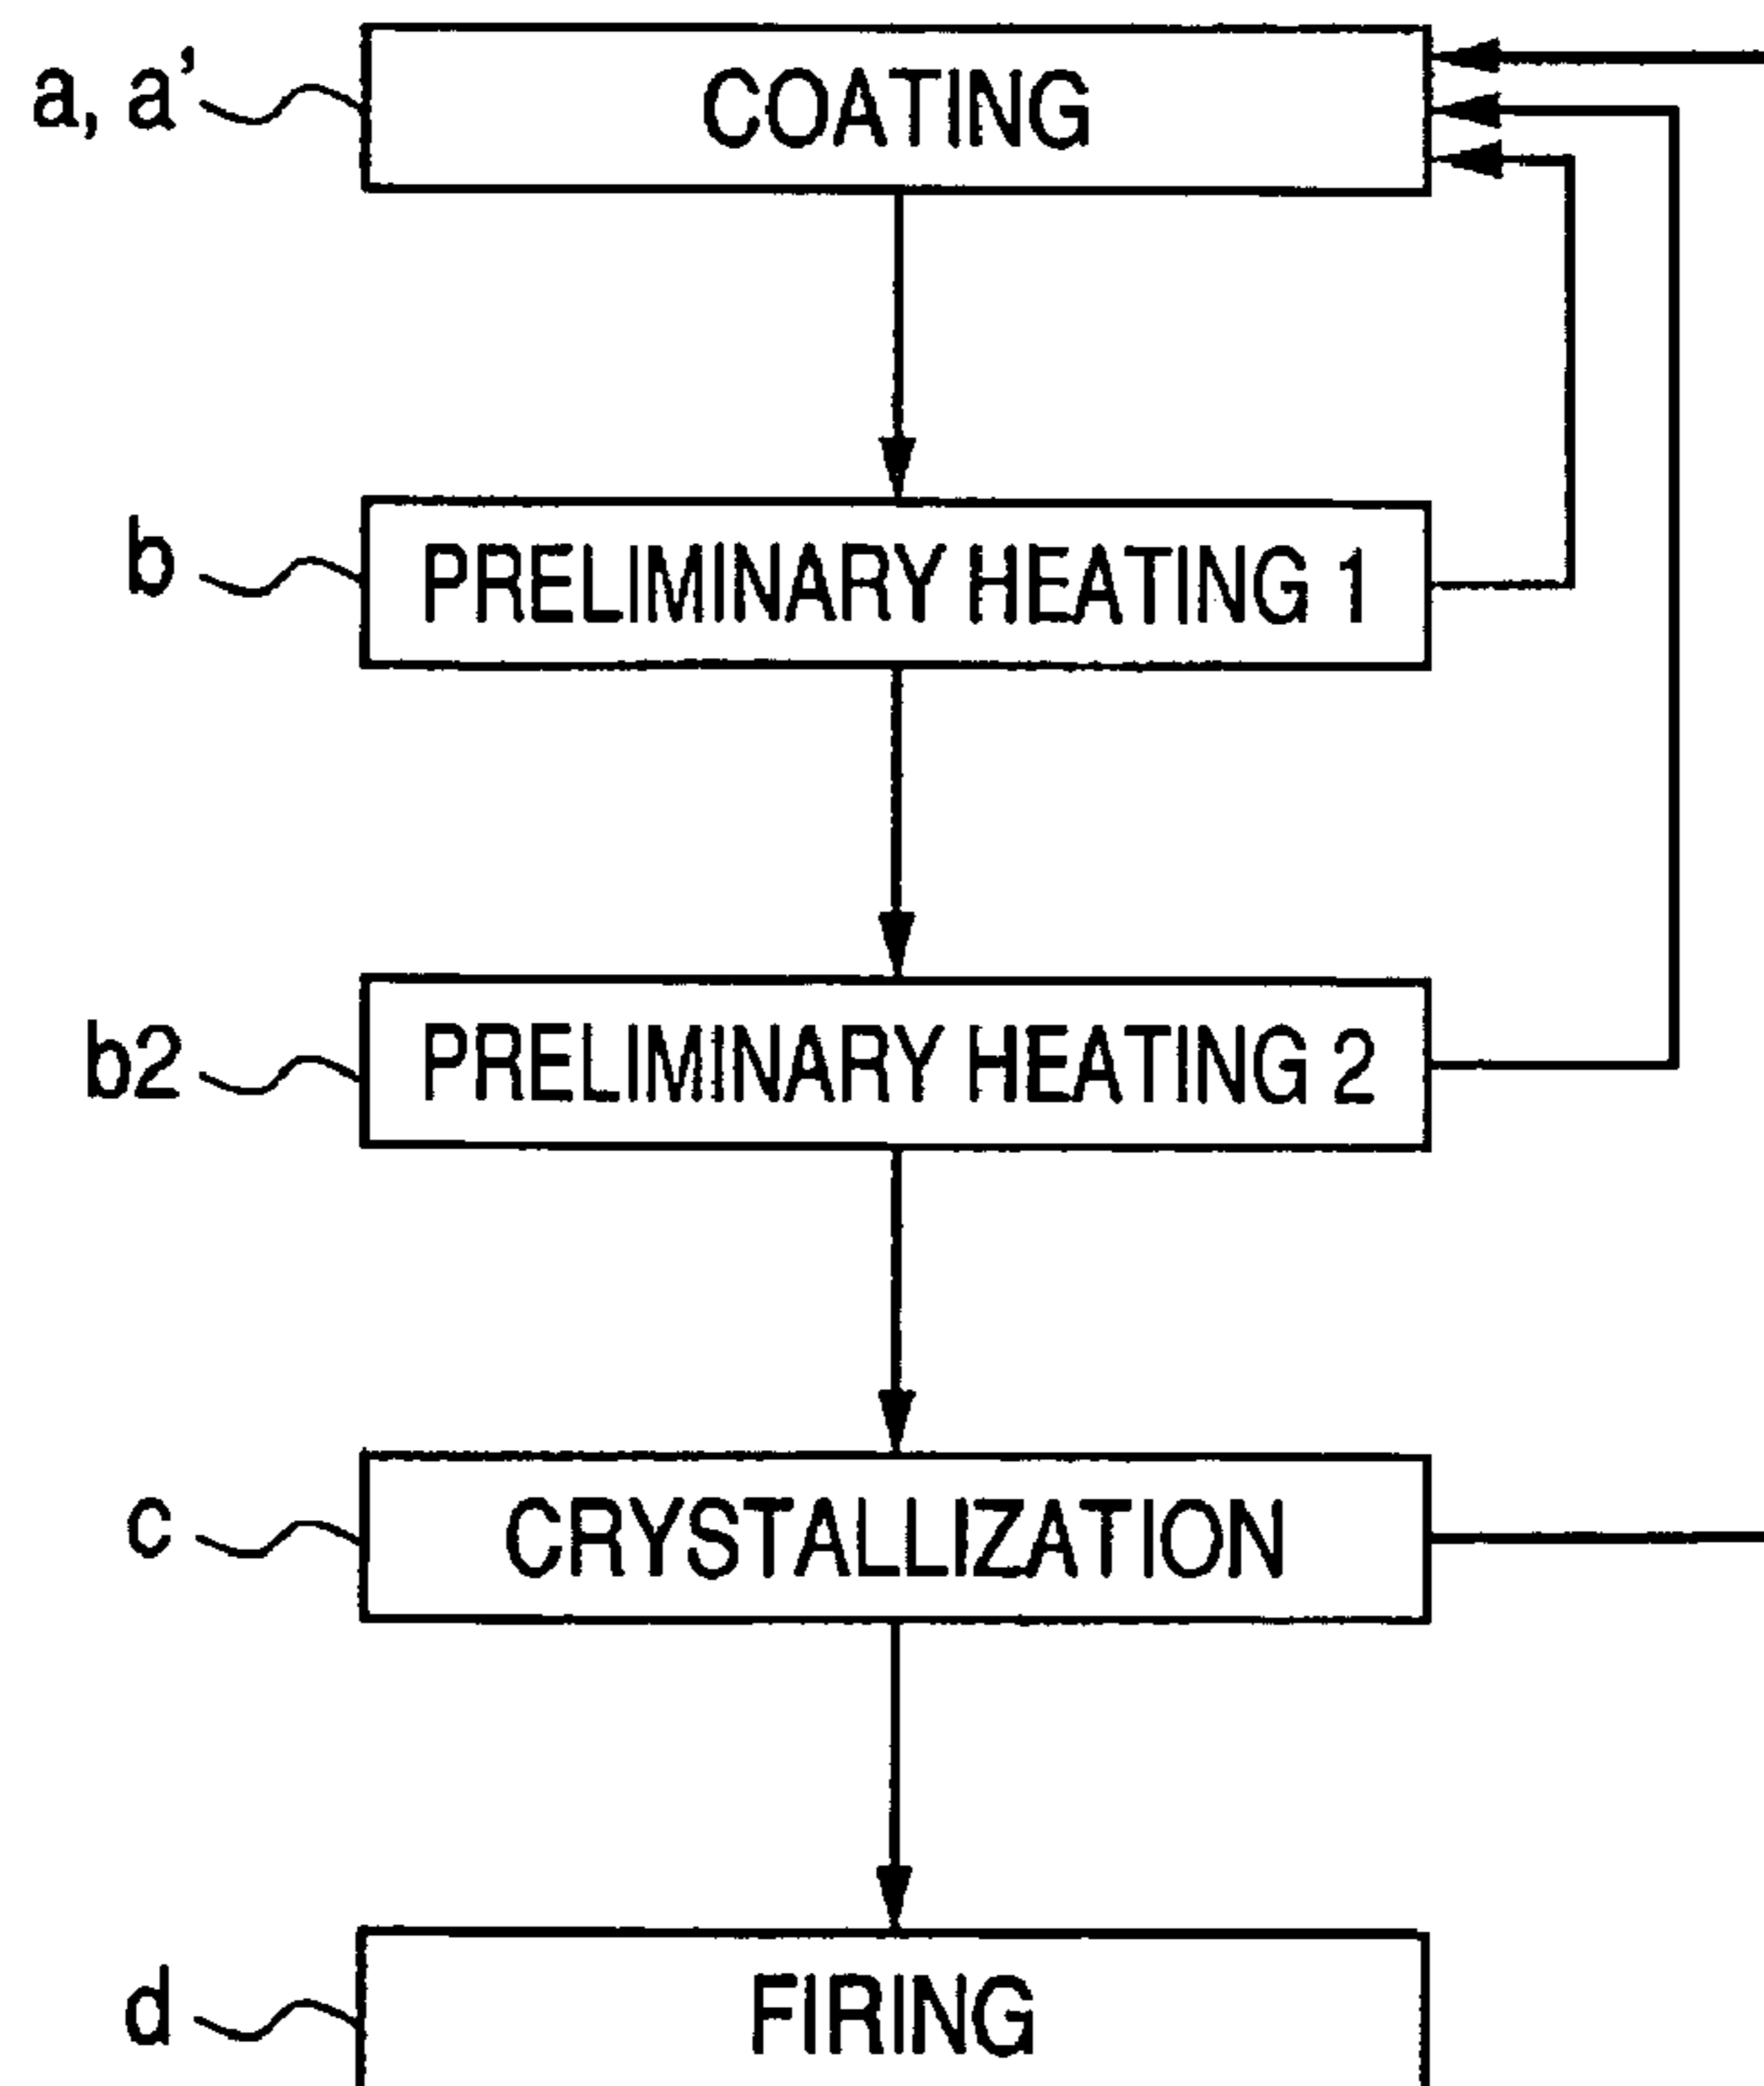 a, a' COATING
b PRELIMINARY HEATING 1
b2 PRELIMINARY HEATING 2
c CRYSTALLIZATION
d FIRING